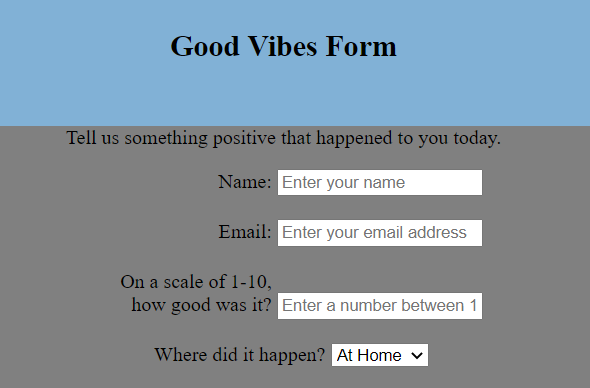 Good Vibes Form
Tell us something positive that happened to you today.
Name: Enter your name
Email: Enter your email address
On a scale of 1-10,
how good was it? Enter a number between 1
Where did it happen? At Home